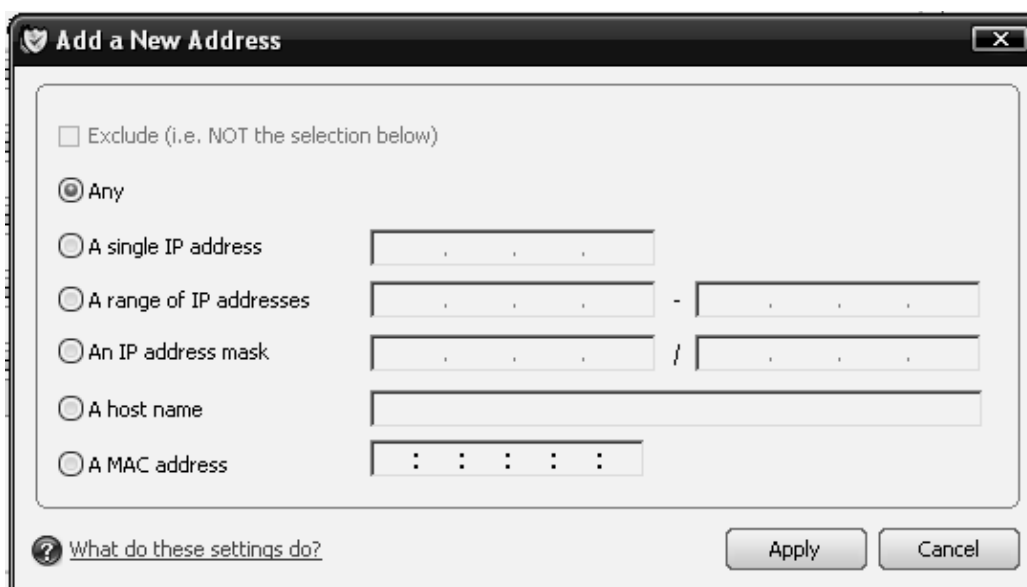 Add a New Address
Exclude (i.e. NOT the selection below)
Any
A single IP address . . .
A range of IP addresses . . . - . . .
An IP address mask . . . / . . .
A host name
A MAC address : : : : :
? What do these settings do?
Apply Cancel